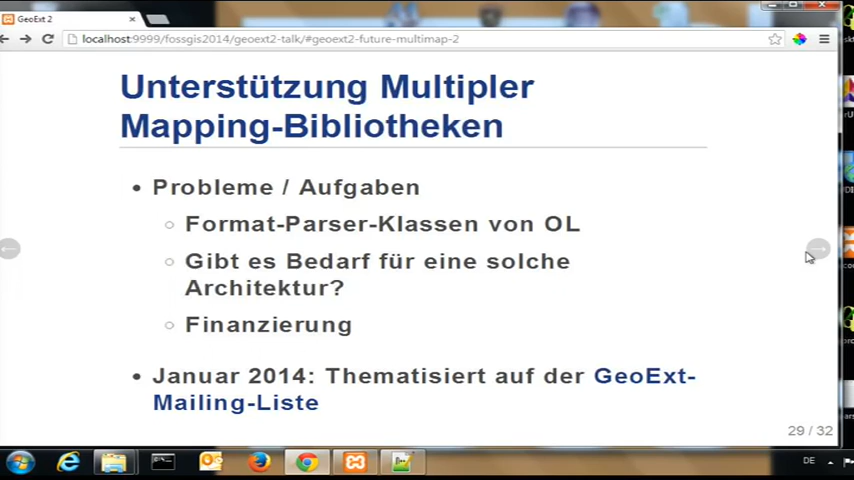 GeoExt 2
localhost:9999/fossgis2014/geoext2-talk/#geoext2-future-multimap-2
Unterstützung Multipler
Mapping-Bibliotheken
Probleme / Aufgaben
Format-Parser-Klassen von OL
Gibt es Bedarf für eine solche
Architektur?
Finanzierung
Januar 2014: Thematisiert auf der GeoExt-
Mailing-Liste
29 / 32
DE